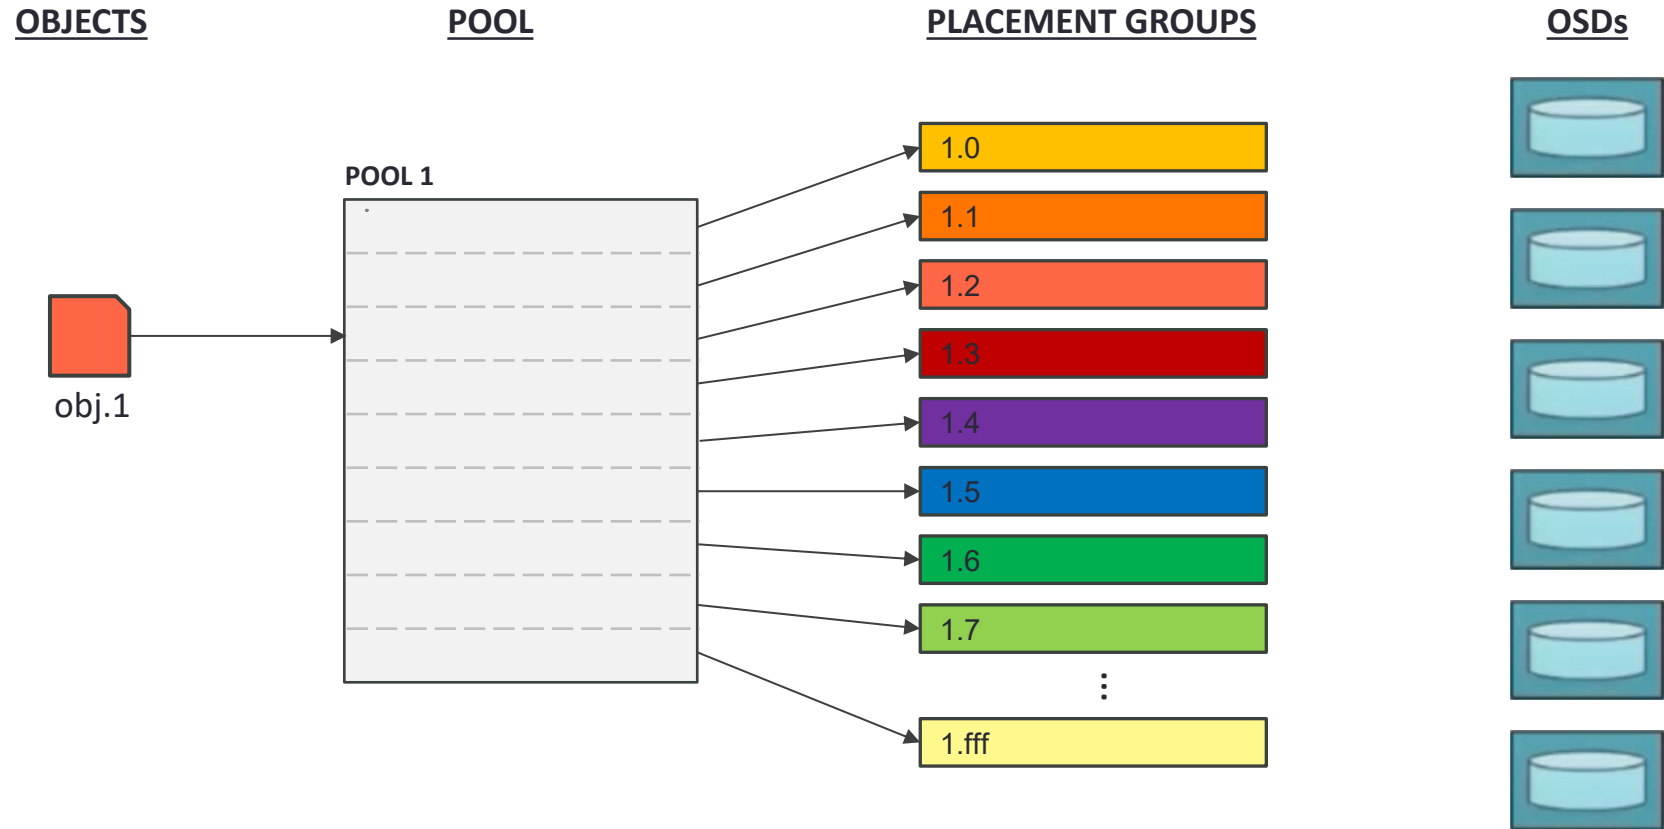 OBJECTS
POOL
PLACEMENT GROUPS
OSDs
POOL 1
obj.1
1.0
1.1
1.2
1.3
1.4
1.5
1.6
1.7
⋮
1.fff